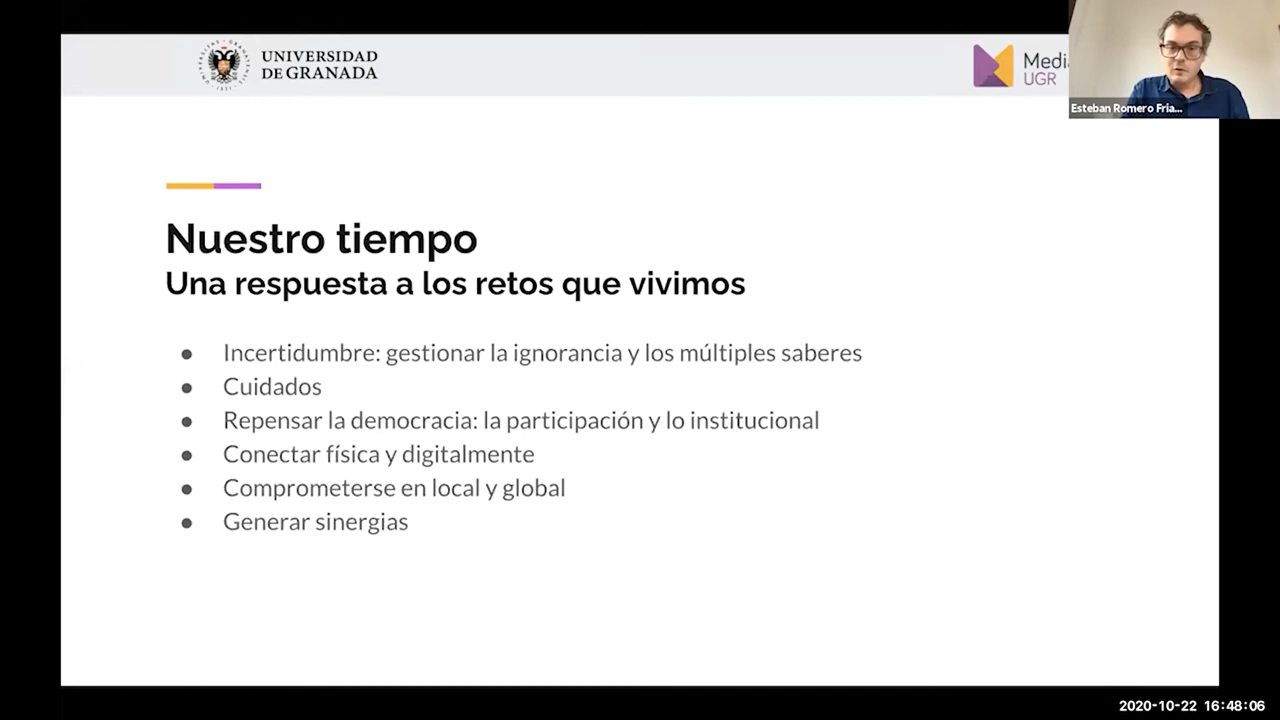 UNIVERSIDAD
DE GRANADA
UGR
Esteban Romero Fria...
Nuestro tiempo
Una respuesta a los retos que vivimos
● Incertidumbre: gestionar la ignorancia y los múltiples saberes
● Cuidados
● Repensar la democracia: la participación y lo institucional
● Conectar física y digitalmente
● Comprometerse en local y global
● Generar sinergias
2020-10-22 16:48:06